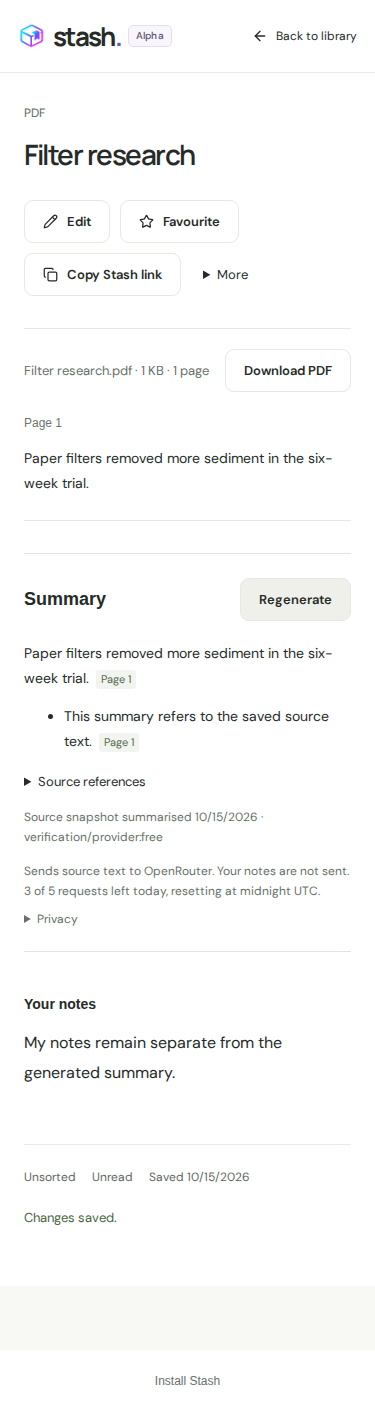 stash. Alpha Back to library
PDF
Filter research
Edit Favourite
Copy Stash link More
Filter research.pdf · 1 KB · 1 page Download PDF
Page 1
Paper filters removed more sediment in the six-
week trial.
Summary Regenerate
Paper filters removed more sediment in the six-
week trial. Page 1
• This summary refers to the saved source
text. Page 1
Source references
Source snapshot summarised 10/15/2026 ·
verification/provider:free
Sends source text to OpenRouter. Your notes are not sent.
3 of 5 requests left today, resetting at midnight UTC.
Privacy
Your notes
My notes remain separate from the
generated summary.
Unsorted Unread Saved 10/15/2026
Changes saved.
Install Stash